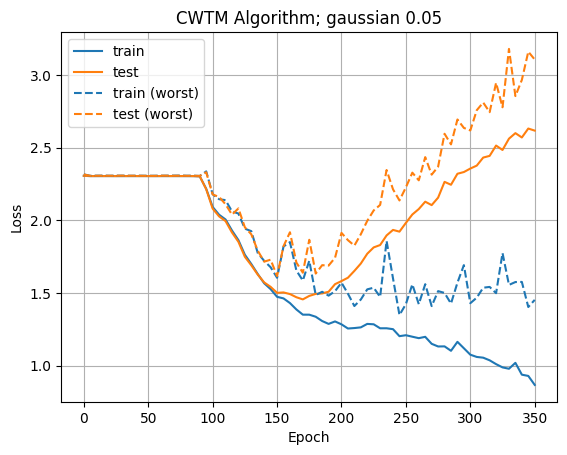 CWTM Algorithm; gaussian 0.05
train
test
train (worst)
test (worst)
3.0
2.5
2.0
1.5
1.0
Loss
0 50 100 150 200 250 300 350
Epoch